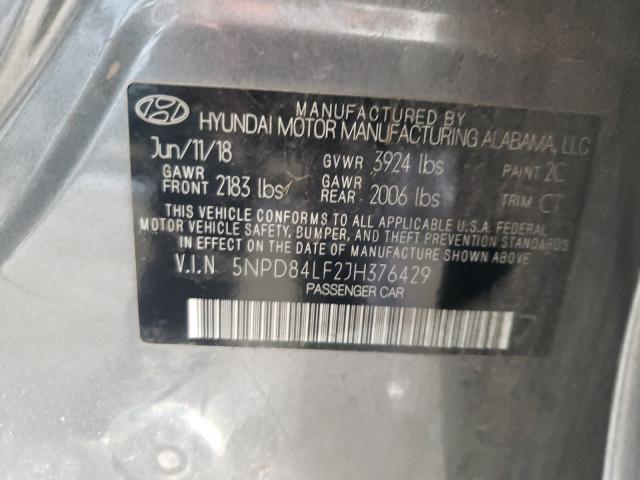 MANUFACTURED BY
HYUNDAI MOTOR MANUFACTURING ALABAMA, LLC
Jun/11/18 GVWR 3924 lbs PAINT 2C
GAWR FRONT 2183 lbs GAWR REAR 2006 lbs TRIM CT
THIS VEHICLE CONFORMS TO ALL APPLICABLE U.S.A. FEDERAL
MOTOR VEHICLE SAFETY, BUMPER, AND THEFT PREVENTION STANDARDS
IN EFFECT ON THE DATE OF MANUFACTURE SHOWN ABOVE.
V.I.N 5NPD84LF2JH376429
PASSENGER CAR